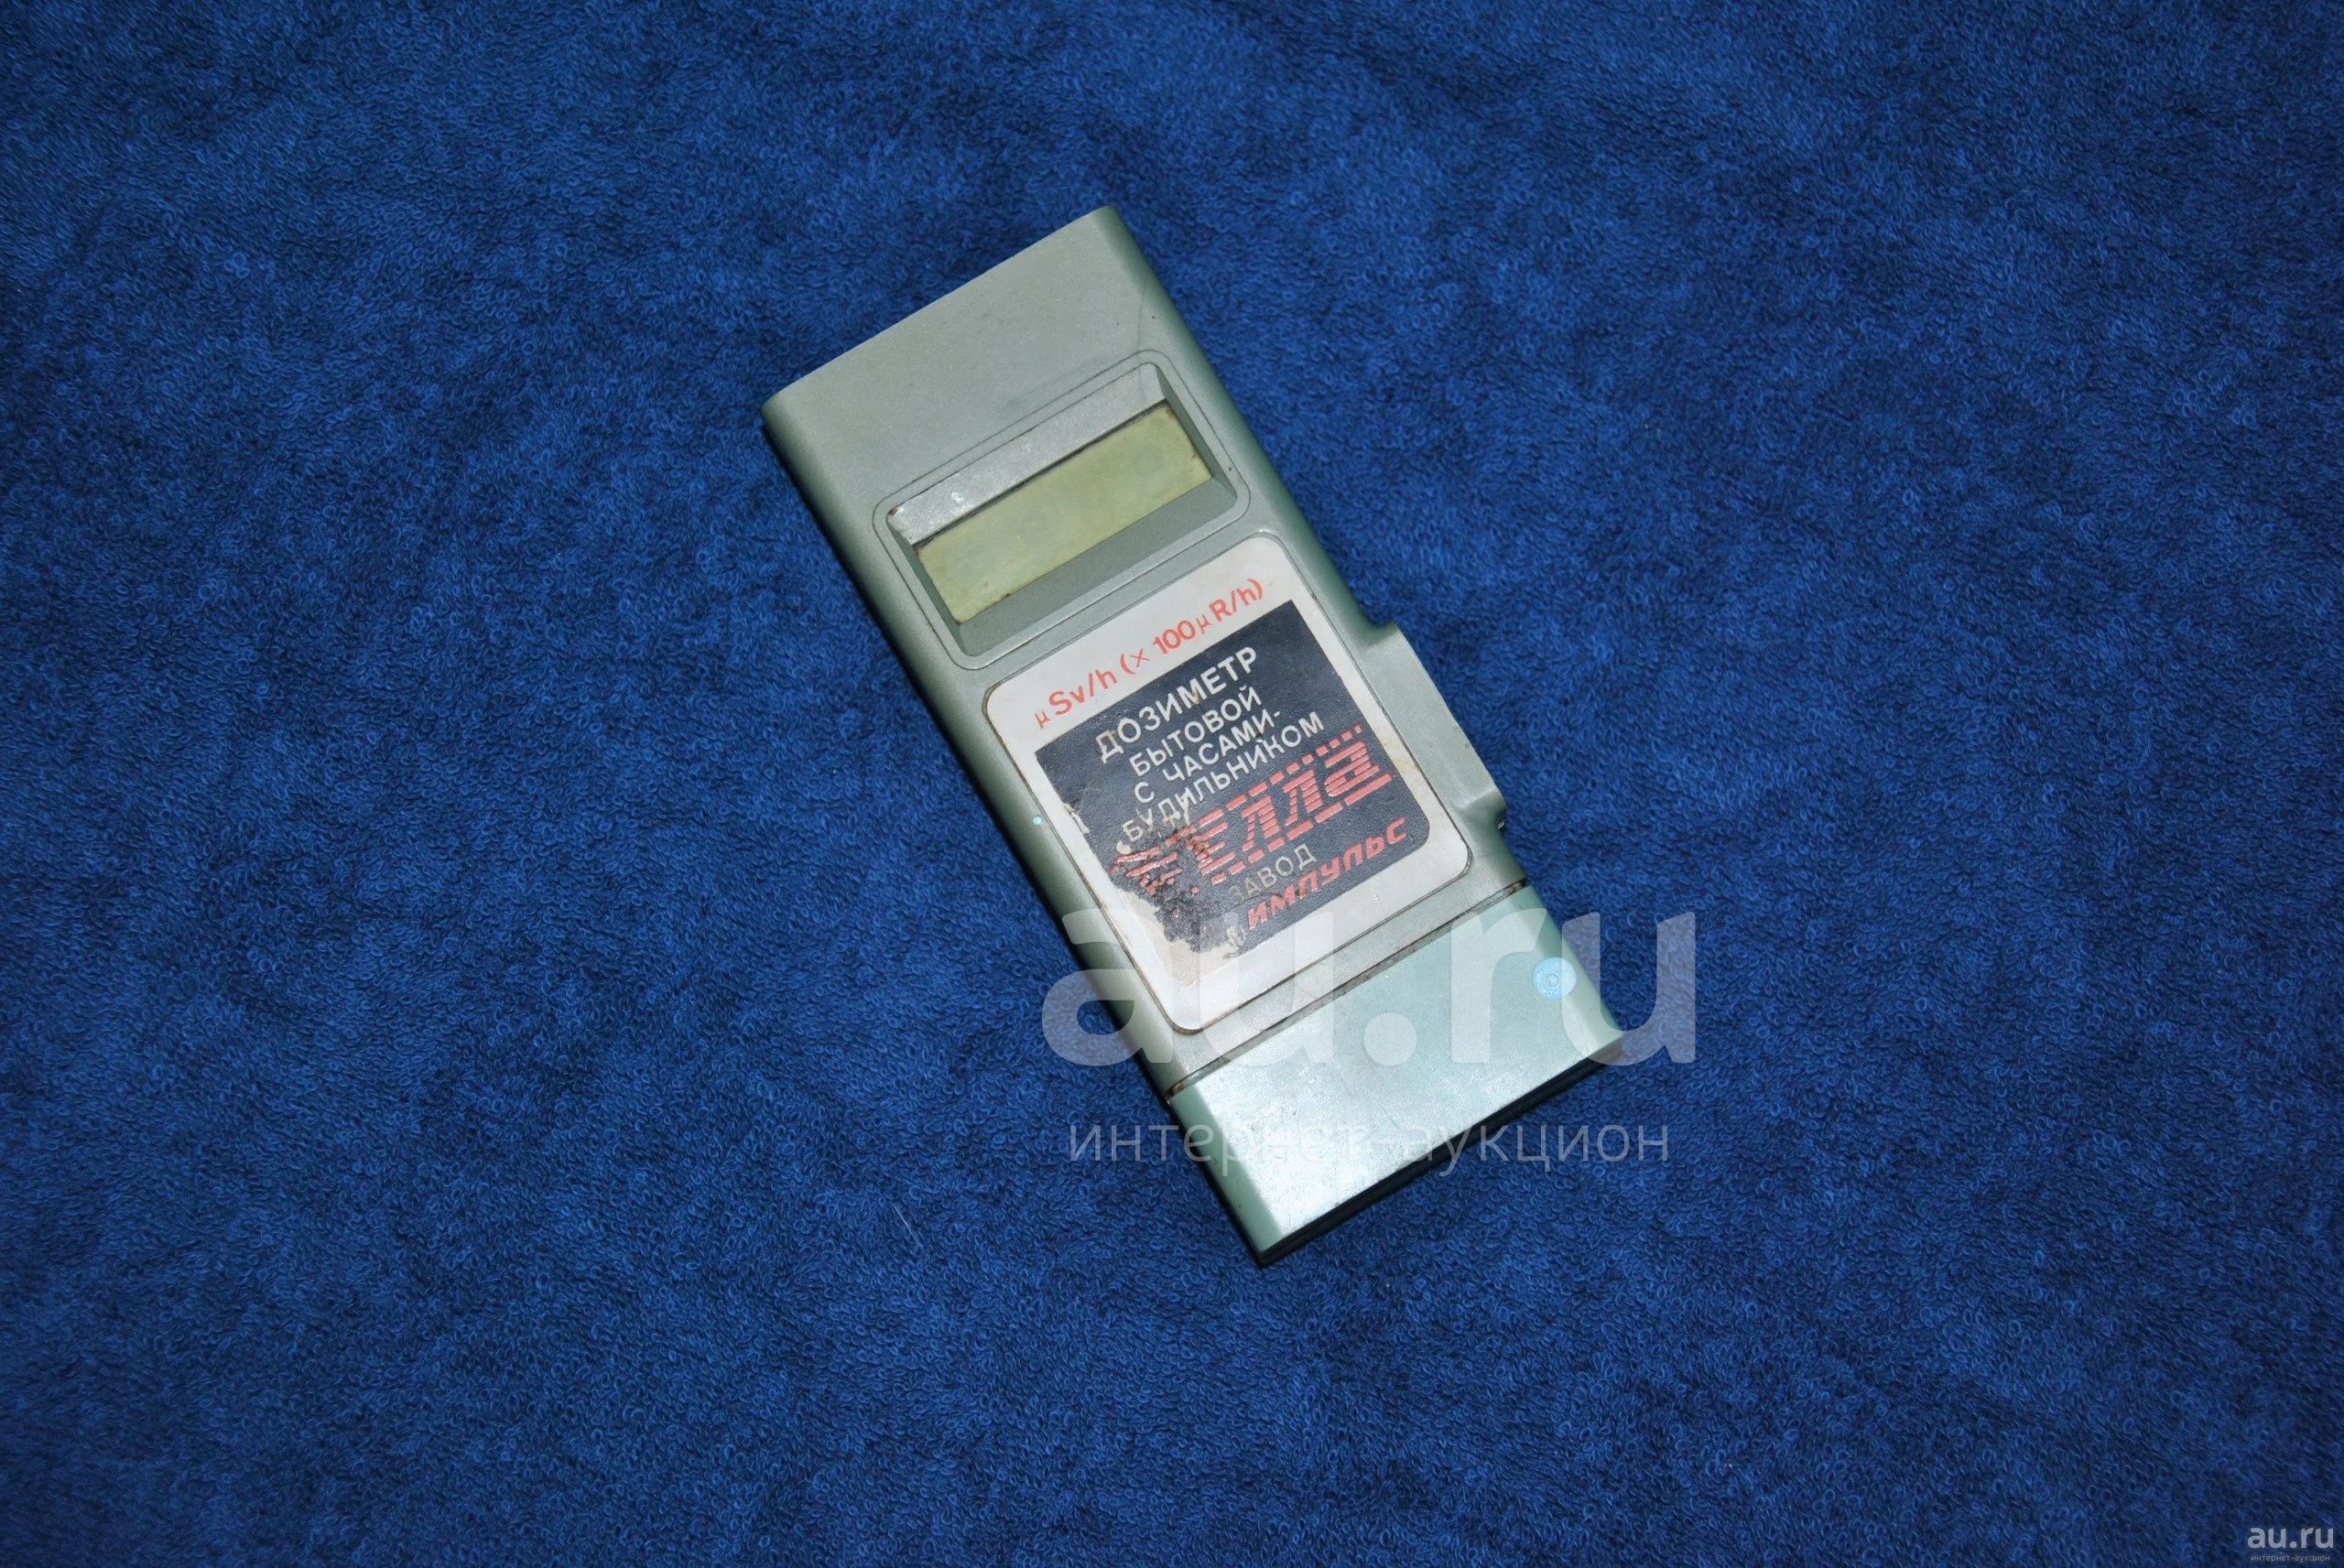 μSv/h (× 100μR/h)
ДОЗИМЕТР
БЫТОВОЙ
С ЧАСАМИ-
БУДИЛЬНИКОМ
ЗАВОД
ИМПУЛЬС
au.ru
интернет-аукцион
au.ru
интернет-аукцион